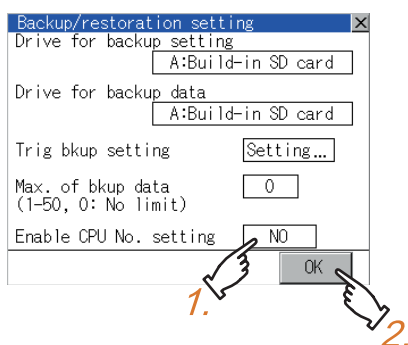 Backup/restoration setting
Drive for backup setting
A:Build-in SD card
Drive for backup data
A:Build-in SD card
Trig bkup setting Setting...
Max. of bkup data 0
(1-50, 0: No limit)
Enable CPU No. setting NO
OK
1.
2.